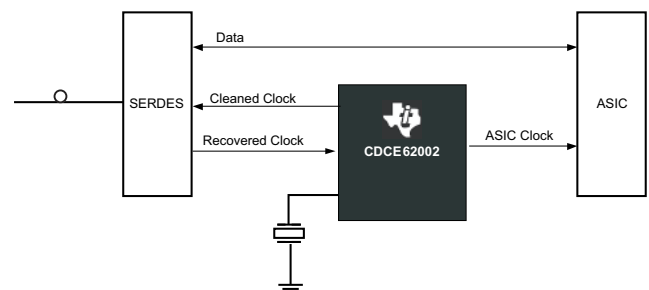 Data
SERDES
Cleaned Clock
ASIC
Recovered Clock
ASIC Clock
CDCE62002